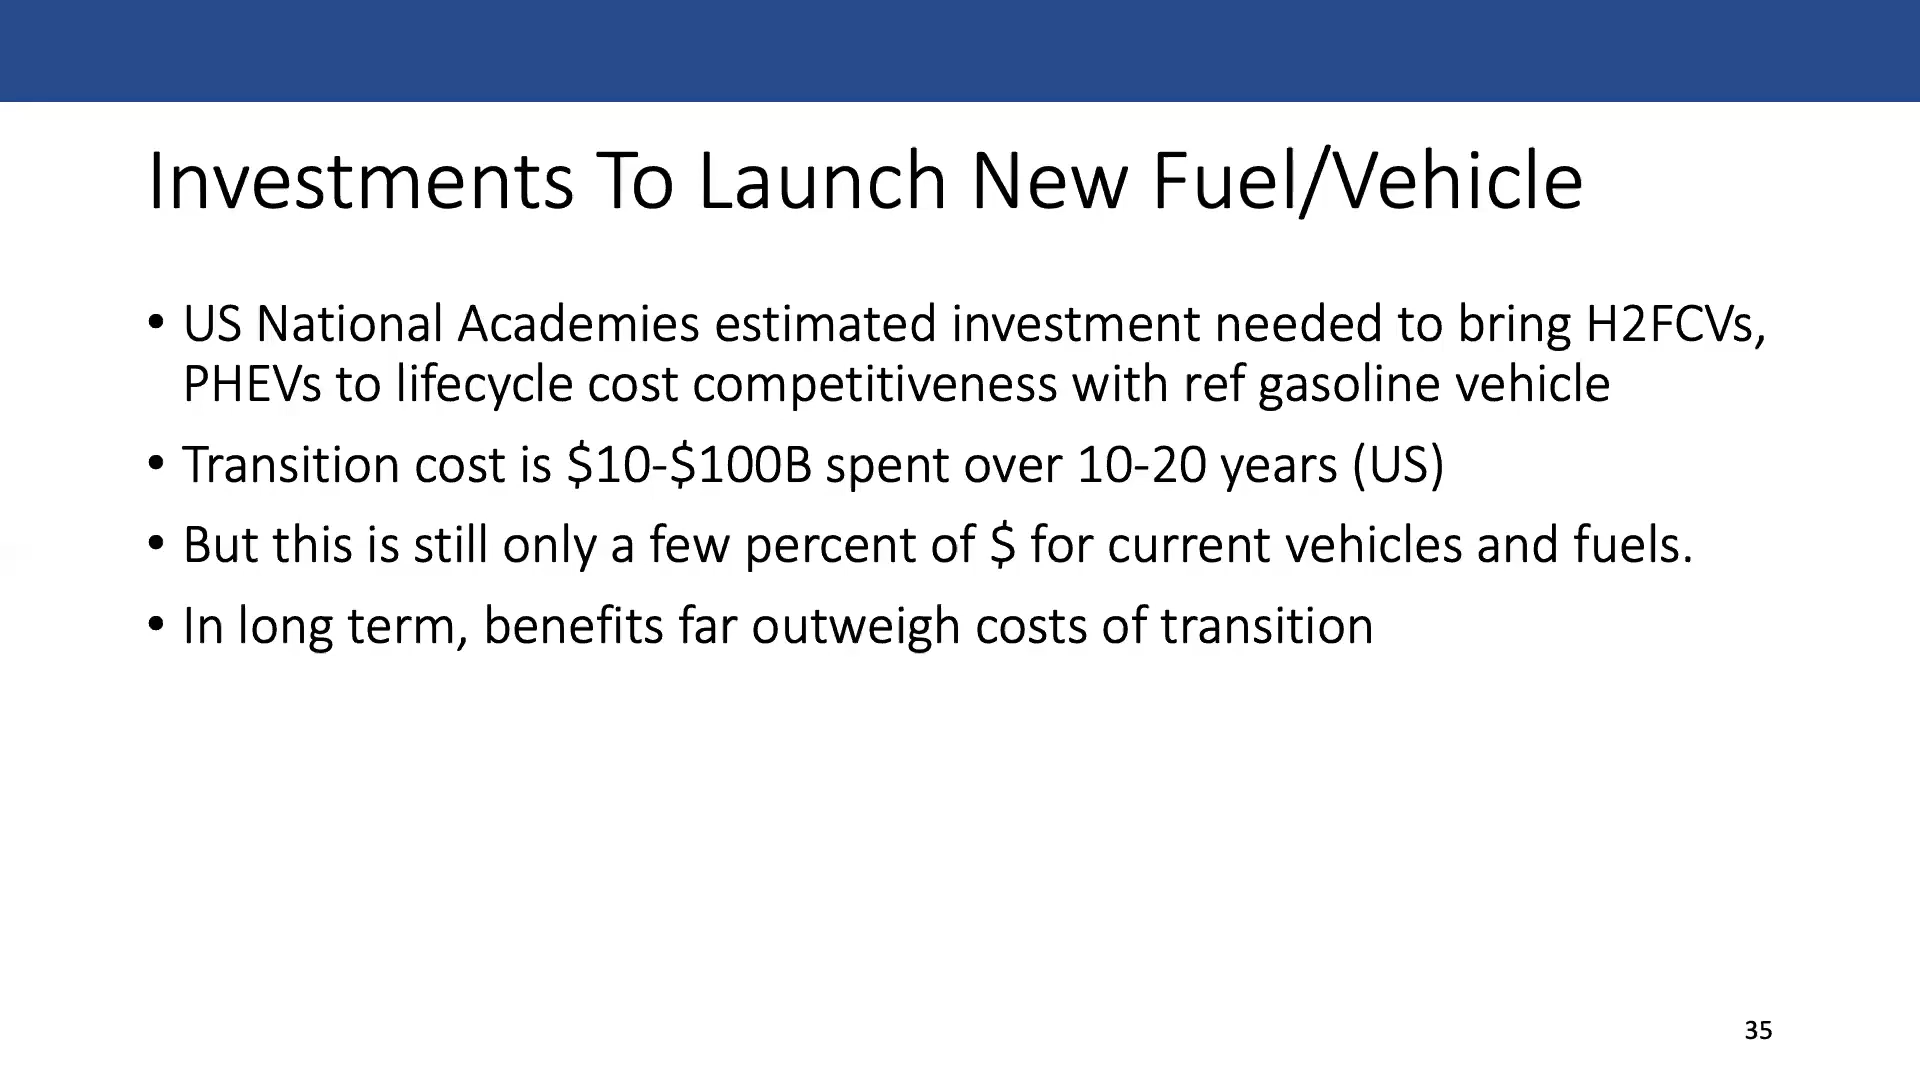 Investments To Launch New Fuel/Vehicle
• US National Academies estimated investment needed to bring H2FCVs,
PHEVs to lifecycle cost competitiveness with ref gasoline vehicle
• Transition cost is $10-$100B spent over 10-20 years (US)
• But this is still only a few percent of $ for current vehicles and fuels.
• In long term, benefits far outweigh costs of transition
35